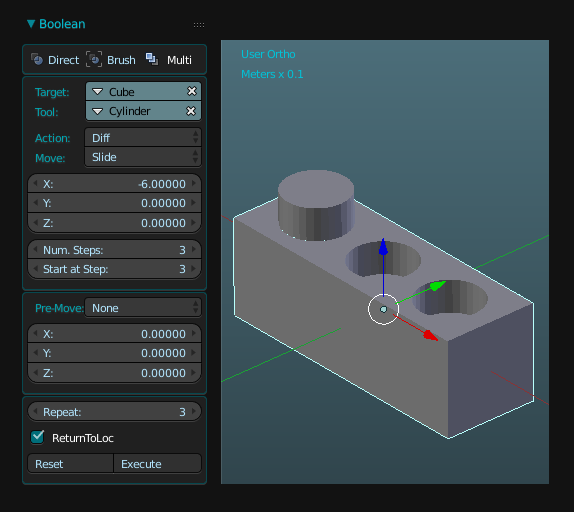 Boolean
Direct Brush Multi
Target: Cube
Tool: Cylinder
Action: Diff
Move: Slide
X: -6.00000
Y: 0.00000
Z: 0.00000
Num. Steps: 3
Start at Step: 3
Pre-Move: None
X: 0.00000
Y: 0.00000
Z: 0.00000
Repeat: 3
ReturnToLoc
Reset Execute
User Ortho
Meters x 0.1